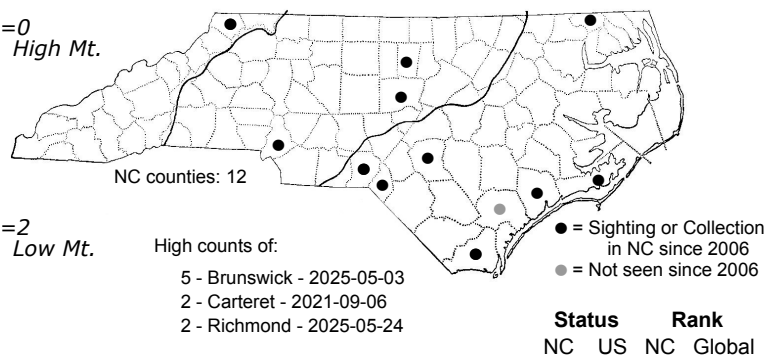 =0
High Mt.
NC counties: 12
=2
Low Mt.
High counts of:
5 - Brunswick - 2025-05-03
2 - Carteret - 2021-09-06
2 - Richmond - 2025-05-24
● = Sighting or Collection
in NC since 2006
● = Not seen since 2006
Status Rank
NC US NC Global